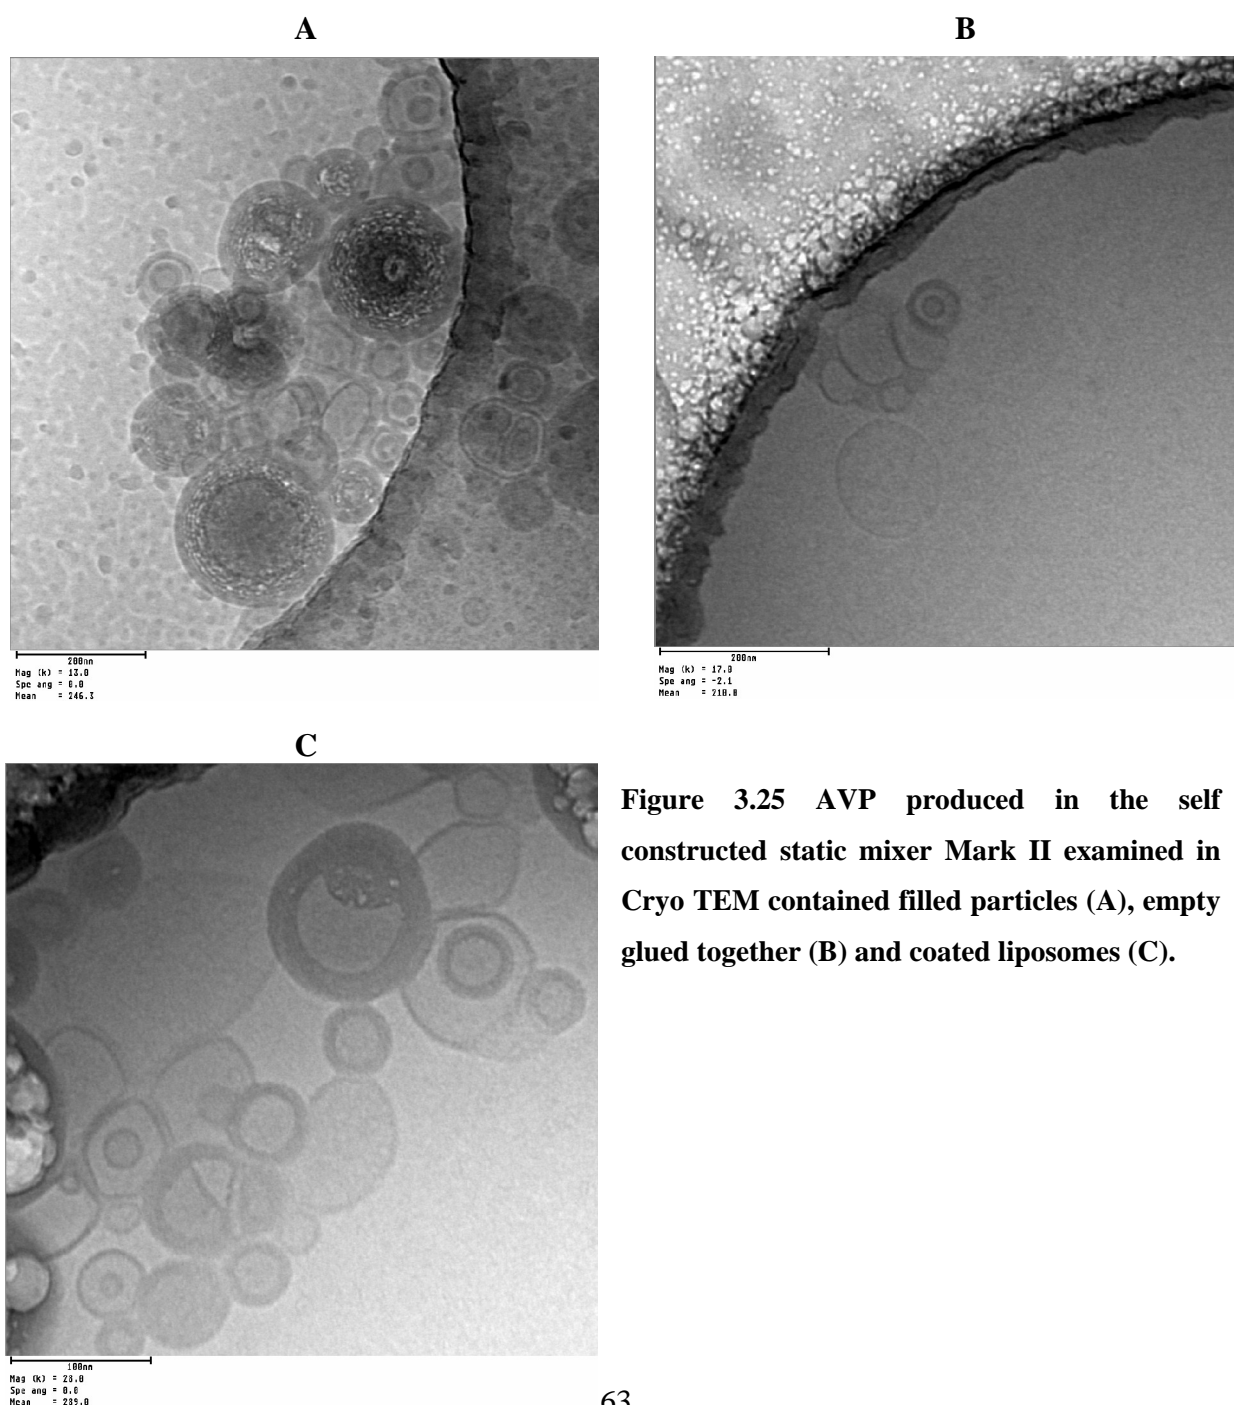 A
B
200nm
Mag (k) = 13.0
Spe ang = 0.0
Mean = 246.3
200nm
Mag (k) = 17.0
Spe ang = -2.1
Mean = 210.0
C
Figure 3.25 AVP produced in the self
constructed static mixer Mark II examined in
Cryo TEM contained filled particles (A), empty
glued together (B) and coated liposomes (C).
100nm
Mag (k) = 23.0
Spe ang = 0.0
Mean = 239.0
63